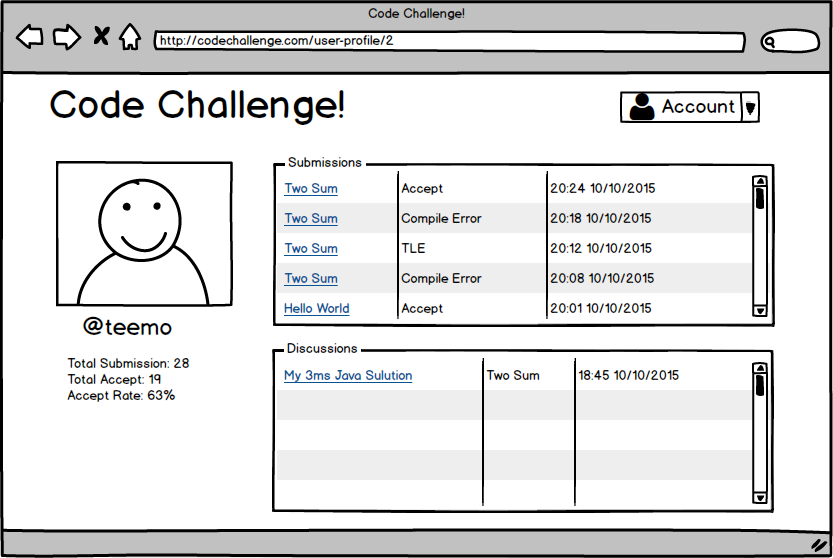 Code Challenge!
http://codechallenge.com/user-profile/2
Code Challenge!
Account
@teemo
Total Submission: 28
Total Accept: 19
Accept Rate: 63%
Submissions
Two Sum Accept 20:24 10/10/2015
Two Sum Compile Error 20:18 10/10/2015
Two Sum TLE 20:12 10/10/2015
Two Sum Compile Error 20:08 10/10/2015
Hello World Accept 20:01 10/10/2015
Discussions
My 3ms Java Sulution Two Sum 18:45 10/10/2015